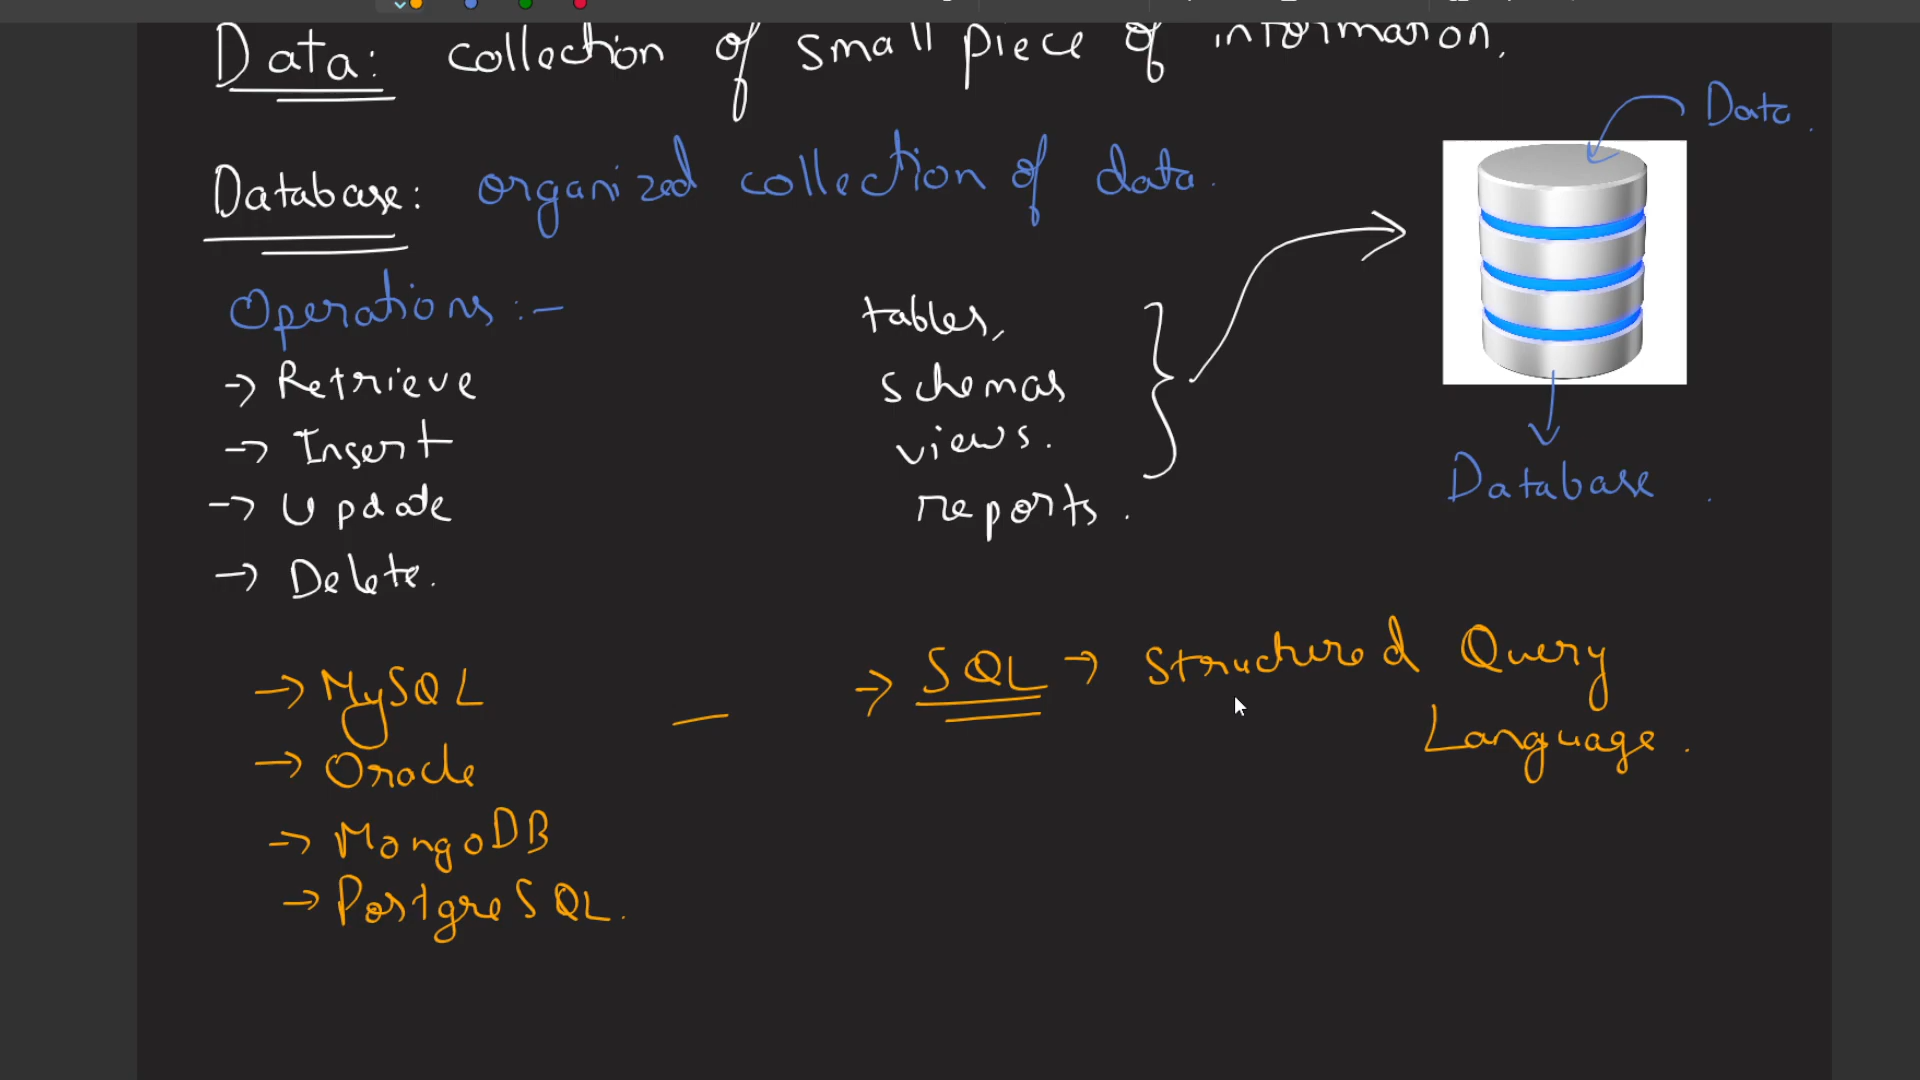 Data: collection of small piece of information.
Data.
Database: organized collection of data.
Operations :-
→ Retrieve
→ Insert
→ Update
→ Delete.
tables,
schemas
views.
reports.
Database.
→ MySQL
→ Oracle
→ MongoDB
→ PostgreSQL.
→ SQL → Structured Query
Language.